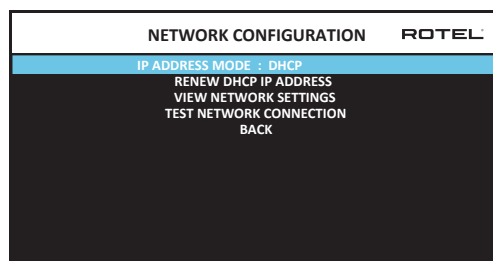 NETWORK CONFIGURATION ROTEL
IP ADDRESS MODE : DHCP
RENEW DHCP IP ADDRESS
VIEW NETWORK SETTINGS
TEST NETWORK CONNECTION
BACK